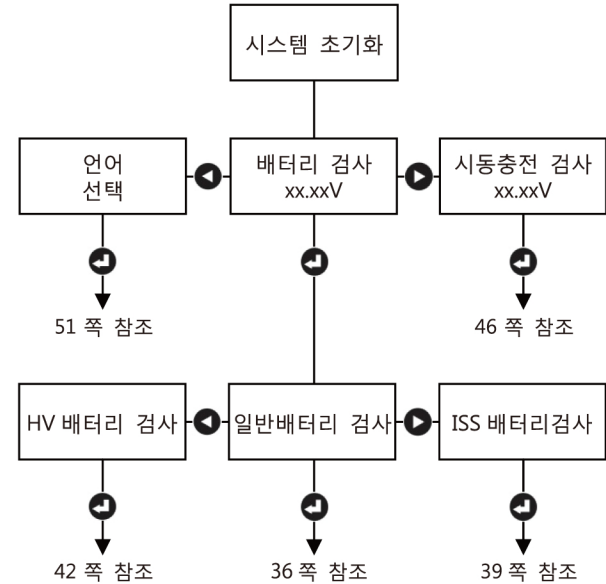 시스템 초기화
언어
선택
배터리 검사
xx.xxV
시동충전 검사
xx.xxV
51 쪽 참조
46 쪽 참조
HV 배터리 검사
일반배터리 검사
ISS 배터리검사
42 쪽 참조
36 쪽 참조
39 쪽 참조